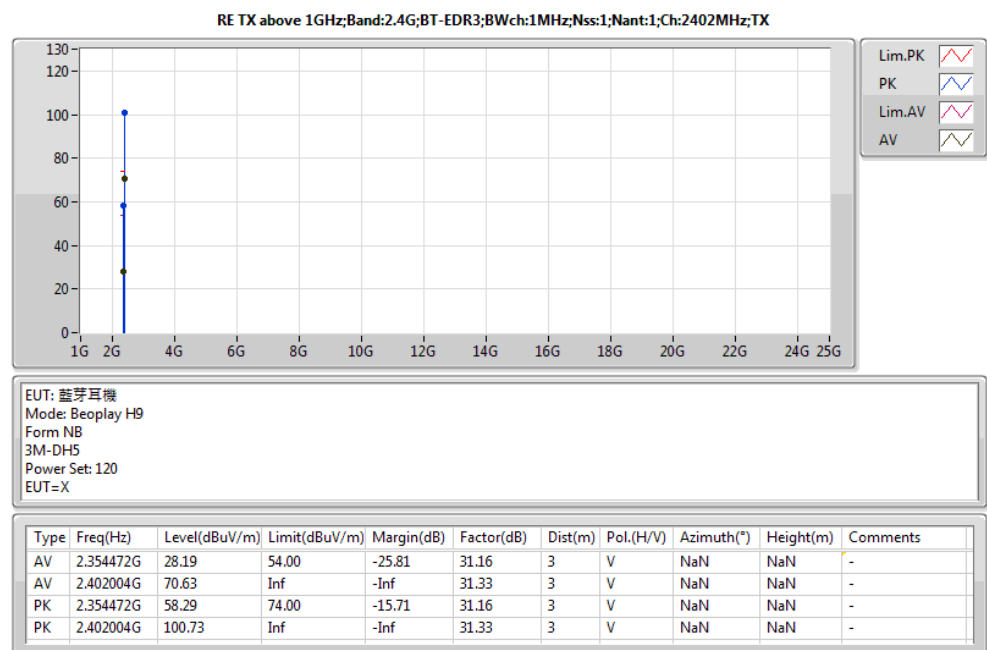 RE TX above 1GHz;Band:2.4G;BT-EDR3;BWch:1MHz;Nss:1;Nant:1;Ch:2402MHz;TX
130
120
100
80
60
40
20
0
1G 2G 4G 6G 8G 10G 12G 14G 16G 18G 20G 22G 24G 25G
Lim.PK
PK
Lim.AV
AV
EUT: 藍芽耳機
Mode: Beoplay H9
Form NB
3M-DH5
Power Set: 120
EUT=X
Type Freq(Hz) Level(dBuV/m) Limit(dBuV/m) Margin(dB) Factor(dB) Dist(m) Pol.(H/V) Azimuth(°) Height(m) Comments
AV 2.354472G 28.19 54.00 -25.81 31.16 3 V NaN NaN -
AV 2.402004G 70.63 Inf -Inf 31.33 3 V NaN NaN -
PK 2.354472G 58.29 74.00 -15.71 31.16 3 V NaN NaN -
PK 2.402004G 100.73 Inf -Inf 31.33 3 V NaN NaN -